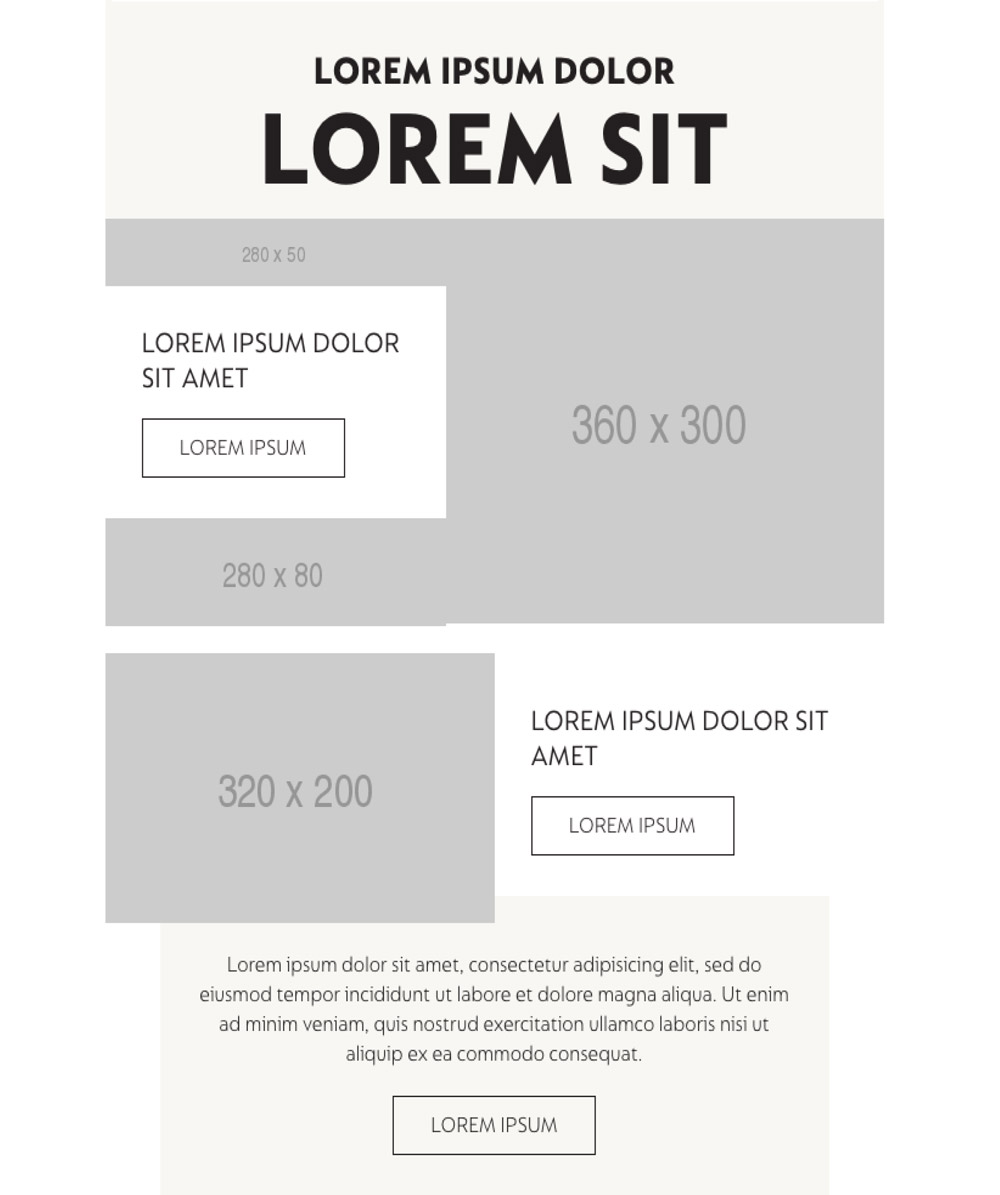 LOREM IPSUM DOLOR
LOREM SIT
280 x 50
LOREM IPSUM DOLOR
SIT AMET
LOREM IPSUM
360 x 300
280 x 80
320 x 200
LOREM IPSUM DOLOR SIT
AMET
LOREM IPSUM
Lorem ipsum dolor sit amet, consectetur adipisicing elit, sed do
eiusmod tempor incididunt ut labore et dolore magna aliqua. Ut enim
ad minim veniam, quis nostrud exercitation ullamco laboris nisi ut
aliquip ex ea commodo consequat.
LOREM IPSUM